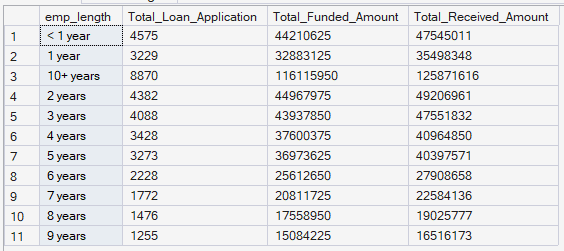 emp_length Total_Loan_Application Total_Funded_Amount Total_Received_Amount
1 < 1 year 4575 44210625 47545011
2 1 year 3229 32883125 35498348
3 10+ years 8870 116115950 125871616
4 2 years 4382 44967975 49206961
5 3 years 4088 43937850 47551832
6 4 years 3428 37600375 40964850
7 5 years 3273 36973625 40397571
8 6 years 2228 25612650 27908658
9 7 years 1772 20811725 22584136
10 8 years 1476 17558950 19025777
11 9 years 1255 15084225 16516173